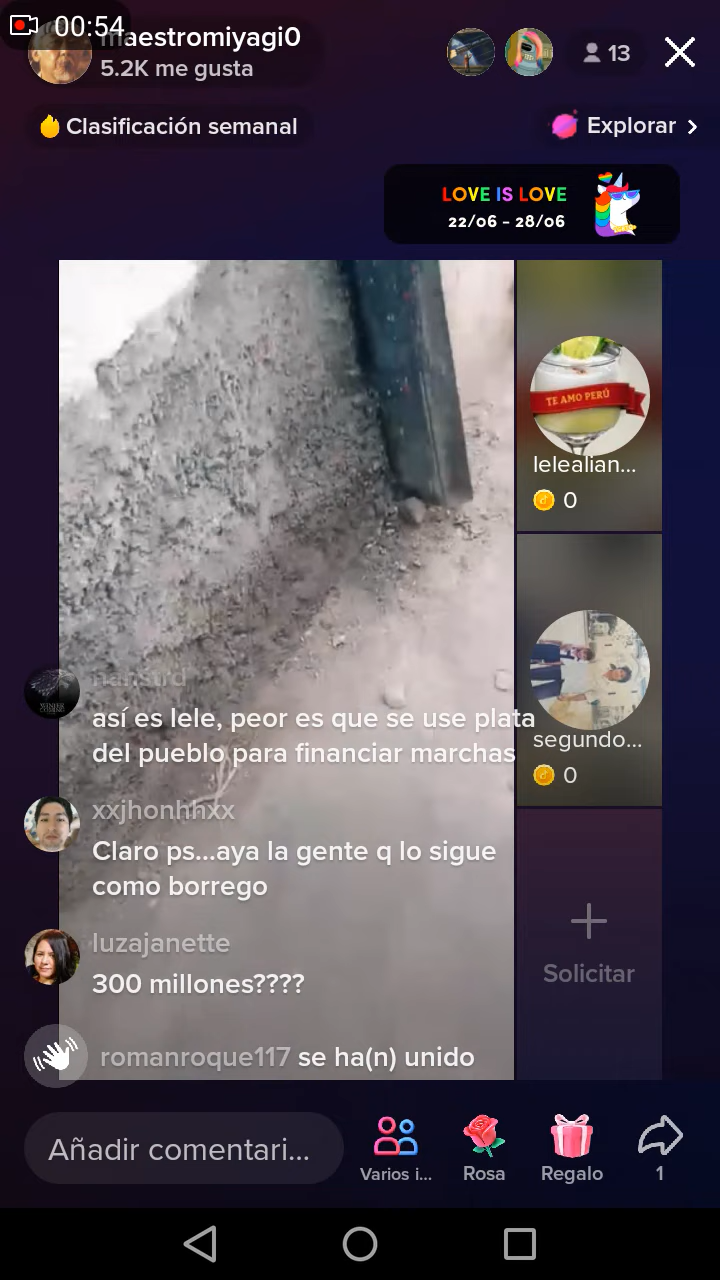 00:54
maestromiyagi0
5.2K me gusta
13
Clasificación semanal
Explorar
LOVE IS LOVE
22/06 - 28/06
TE AMO PERÚ
lelealian...
0
así es lele, peor es que se use plata
del pueblo para financiar marchas
segundo...
0
xxjhonhhxx
Claro ps...aya la gente q lo sigue
como borrego
luzajanette
300 millones????
Solicitar
romanroque117 se ha(n) unido
Añadir comentari...
Varios i...
Rosa
Regalo
1